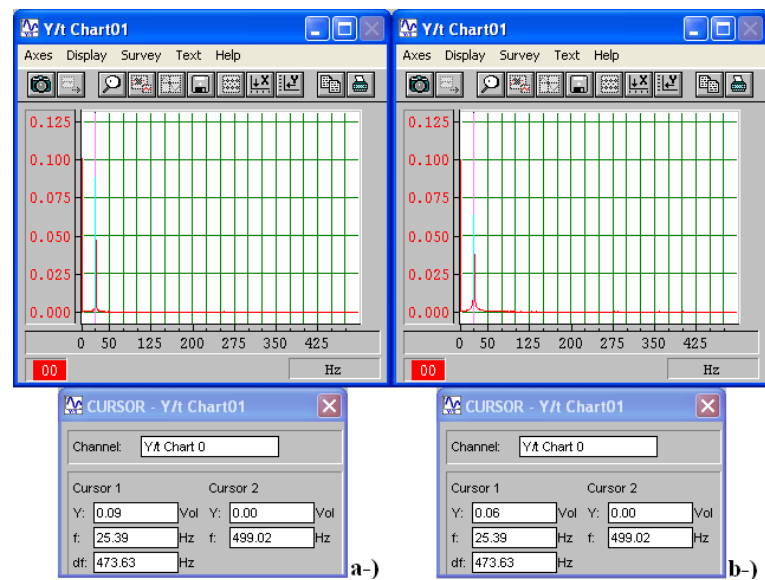 Y/t Chart01
Axes Display Survey Text Help
0.125
0.100
0.075
0.050
0.025
0.000
0 50 125 200 275 350 425
00 Hz
CURSOR - Y/t Chart01
Channel: Y/t Chart 0
Cursor 1 Cursor 2
Y: 0.09 Vol Y: 0.00 Vol
f: 25.39 Hz f: 499.02 Hz
df: 473.63 Hz
a-)
Y/t Chart01
Axes Display Survey Text Help
0.125
0.100
0.075
0.050
0.025
0.000
0 50 125 200 275 350 425
00 Hz
CURSOR - Y/t Chart01
Channel: Y/t Chart 0
Cursor 1 Cursor 2
Y: 0.06 Vol Y: 0.00 Vol
f: 25.39 Hz f: 499.02 Hz
df: 473.63 Hz
b-)